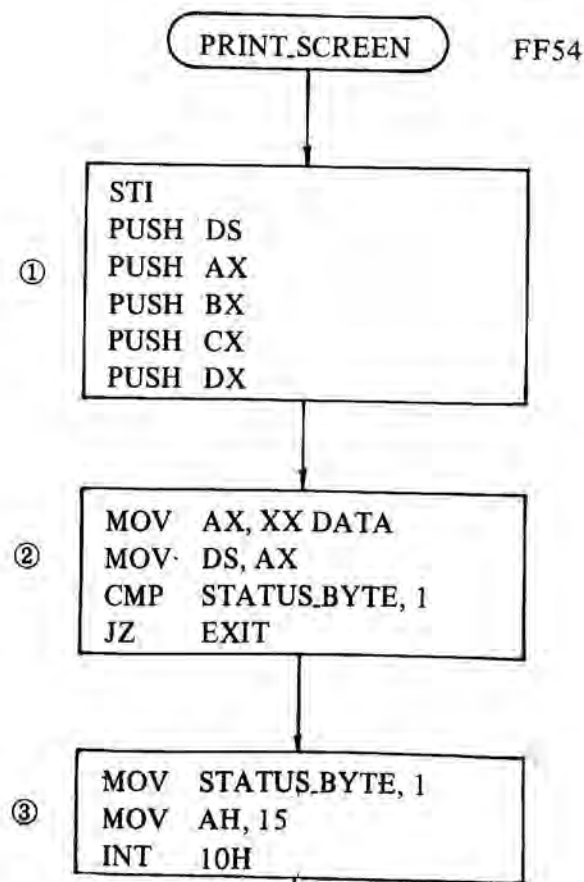 PRINT_SCREEN FF54
①
STI
PUSH DS
PUSH AX
PUSH BX
PUSH CX
PUSH DX
②
MOV AX, XX DATA
MOV DS, AX
CMP STATUS_BYTE, 1
JZ EXIT
③
MOV STATUS_BYTE, 1
MOV AH, 15
INT 10H